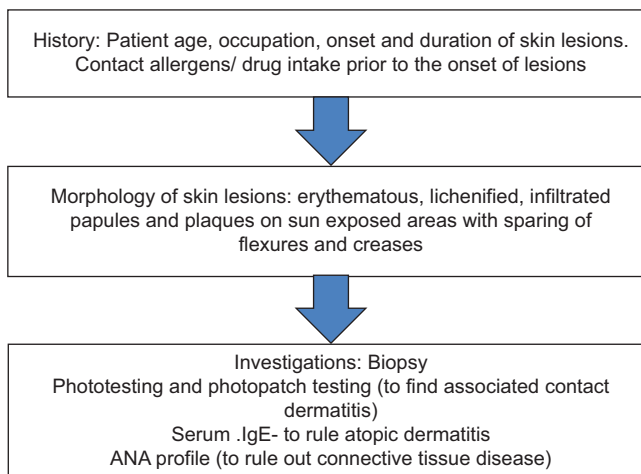 History: Patient age, occupation, onset and duration of skin lesions.
Contact allergens/ drug intake prior to the onset of lesions
Morphology of skin lesions: erythematous, lichenified, infiltrated
papules and plaques on sun exposed areas with sparing of
flexures and creases
Investigations: Biopsy
Phototesting and photopatch testing (to find associated contact
dermatitis)
Serum .IgE- to rule atopic dermatitis
ANA profile (to rule out connective tissue disease)